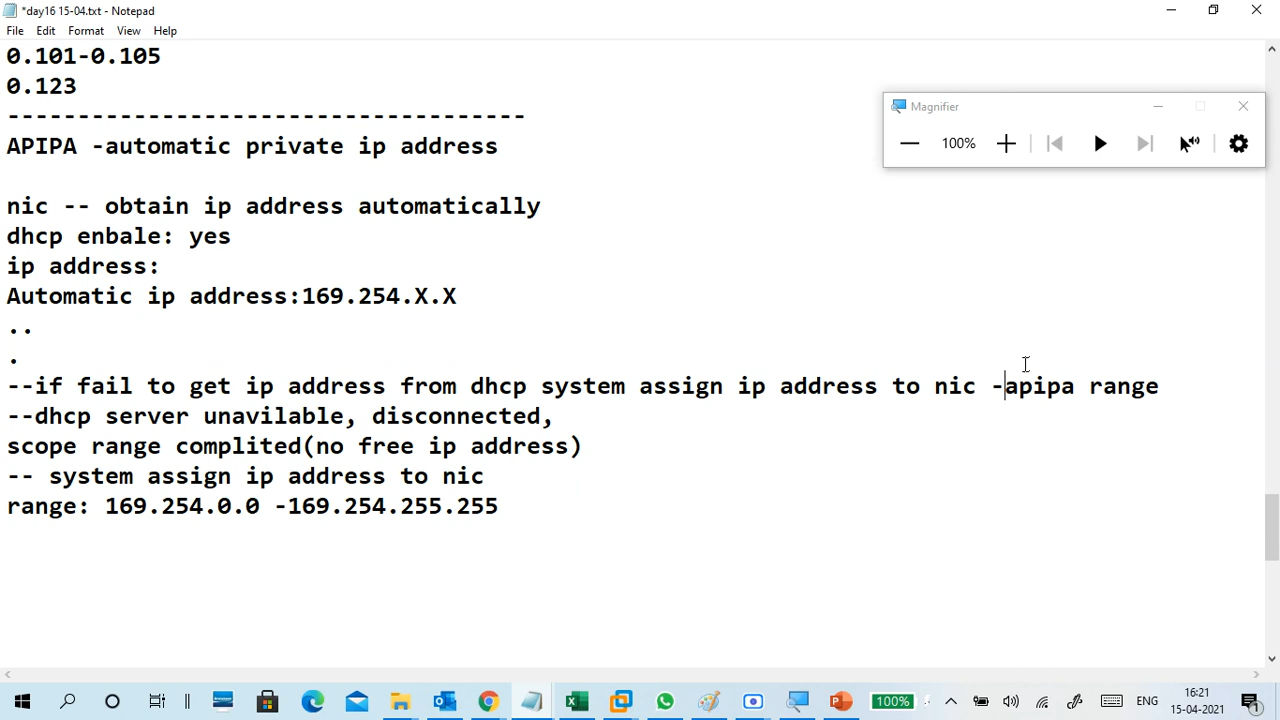 *day16 15-04.txt - Notepad
File Edit Format View Help
0.101-0.105
0.123
-------------------------------------
APIPA -automatic private ip address
nic -- obtain ip address automatically
dhcp enbale: yes
ip address:
Automatic ip address:169.254.X.X
..
.
--if fail to get ip address from dhcp system assign ip address to nic -apipa range
--dhcp server unavilable, disconnected,
scope range complited(no free ip address)
-- system assign ip address to nic
range: 169.254.0.0 -169.254.255.255
Magnifier
100%
100%
ENG
16:21
15-04-2021
1